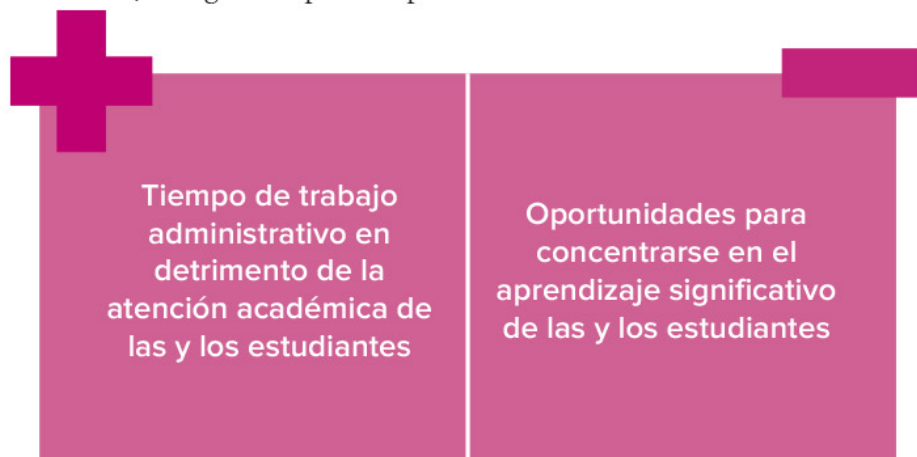 Tiempo de trabajo
administrativo en
detrimento de la
atención académica de
las y los estudiantes
Oportunidades para
concentrarse en el
aprendizaje significativo
de las y los estudiantes